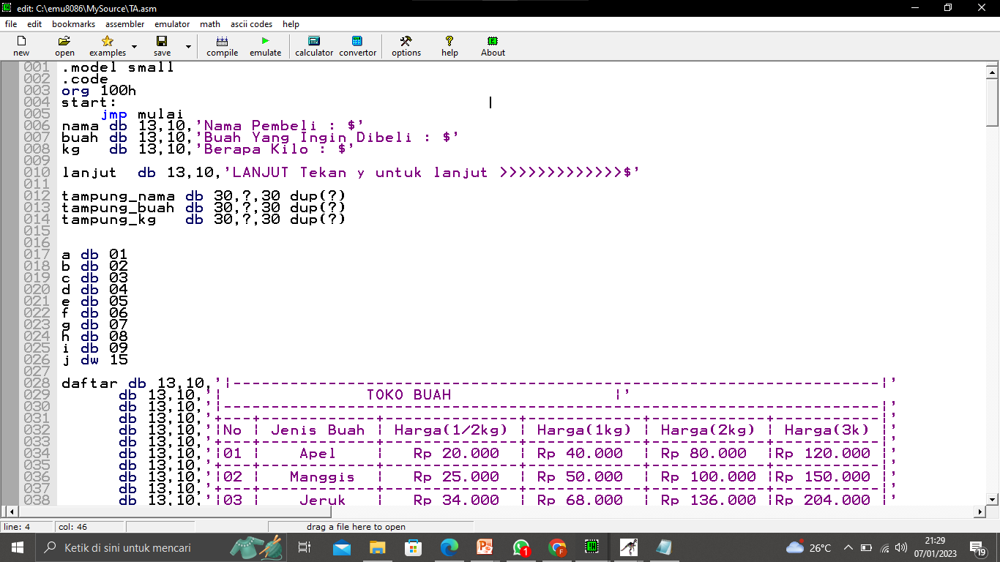 edit: C:\emu8086\MySource\TA.asm
file edit bookmarks assembler emulator math ascii codes help
new open examples save compile emulate calculator convertor options help About
001 .model small
002 .code
003 org 100h
004 start:
005 jmp mulai
006 nama db 13,10,'Nama Pembeli : $'
007 buah db 13,10,'Buah Yang Ingin Dibeli : $'
008 kg db 13,10,'Berapa Kilo : $'
009
010 lanjut db 13,10,'LANJUT Tekan y untuk lanjut >>>>>>>>>>>>>$'
011
012 tampung_nama db 30,?,30 dup(?)
013 tampung_buah db 30,?,30 dup(?)
014 tampung_kg db 30,?,30 dup(?)
015
016
017 a db 01
018 b db 02
019 c db 03
020 d db 04
021 e db 05
022 f db 06
023 g db 07
024 h db 08
025 i db 09
026 j dw 15
027
028 daftar db 13,10,'|--------------------------------------------------------------------|'
029 db 13,10,'| TOKO BUAH |'
030 db 13,10,'|--------------------------------------------------------------------|'
031 db 13,10,'+---+------------+--------------+------------+------------+-----------|'
032 db 13,10,'|No | Jenis Buah | Harga(1/2kg) | Harga(1kg) | Harga(2kg) | Harga(3k) |'
033 db 13,10,'+---+------------+--------------+------------+------------+-----------|'
034 db 13,10,'|01 | Apel | Rp 20.000 | Rp 40.000 | Rp 80.000 |Rp 120.000 |'
035 db 13,10,'+---+------------+--------------+------------+------------+-----------|'
036 db 13,10,'|02 | Manggis | Rp 25.000 | Rp 50.000 | Rp 100.000 |Rp 150.000 |'
037 db 13,10,'+---+------------+--------------+------------+------------+-----------|'
038 db 13,10,'|03 | Jeruk | Rp 34.000 | Rp 68.000 | Rp 136.000 |Rp 204.000 |'
line: 4 col: 46 drag a file here to open
Ketik di sini untuk mencari
1
26°C
21:29
07/01/2023
19